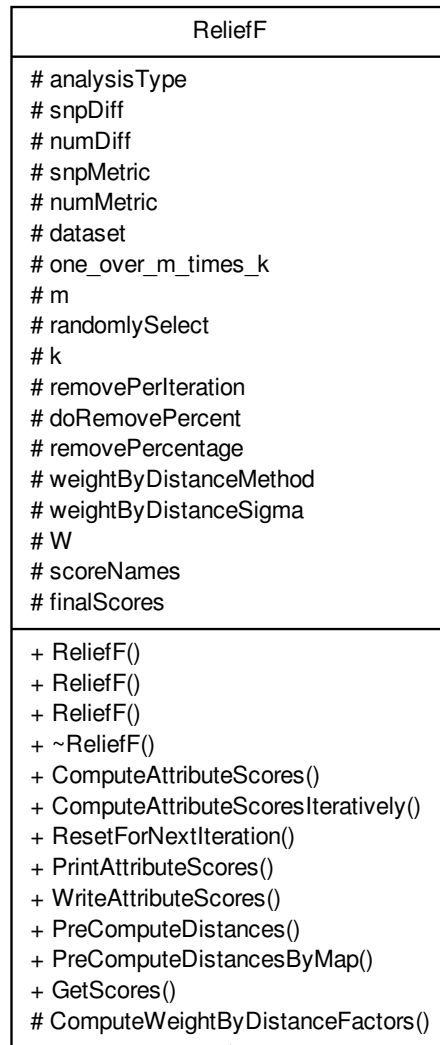 ReliefF
# analysisType
# snpDiff
# numDiff
# snpMetric
# numMetric
# dataset
# one_over_m_times_k
# m
# randomlySelect
# k
# removePerIteration
# doRemovePercent
# removePercentage
# weightByDistanceMethod
# weightByDistanceSigma
# W
# scoreNames
# finalScores
+ ReliefF()
+ ReliefF()
+ ReliefF()
+ ~ReliefF()
+ ComputeAttributeScores()
+ ComputeAttributeScoresIteratively()
+ ResetForNextIteration()
+ PrintAttributeScores()
+ WriteAttributeScores()
+ PreComputeDistances()
+ PreComputeDistancesByMap()
+ GetScores()
# ComputeWeightByDistanceFactors()